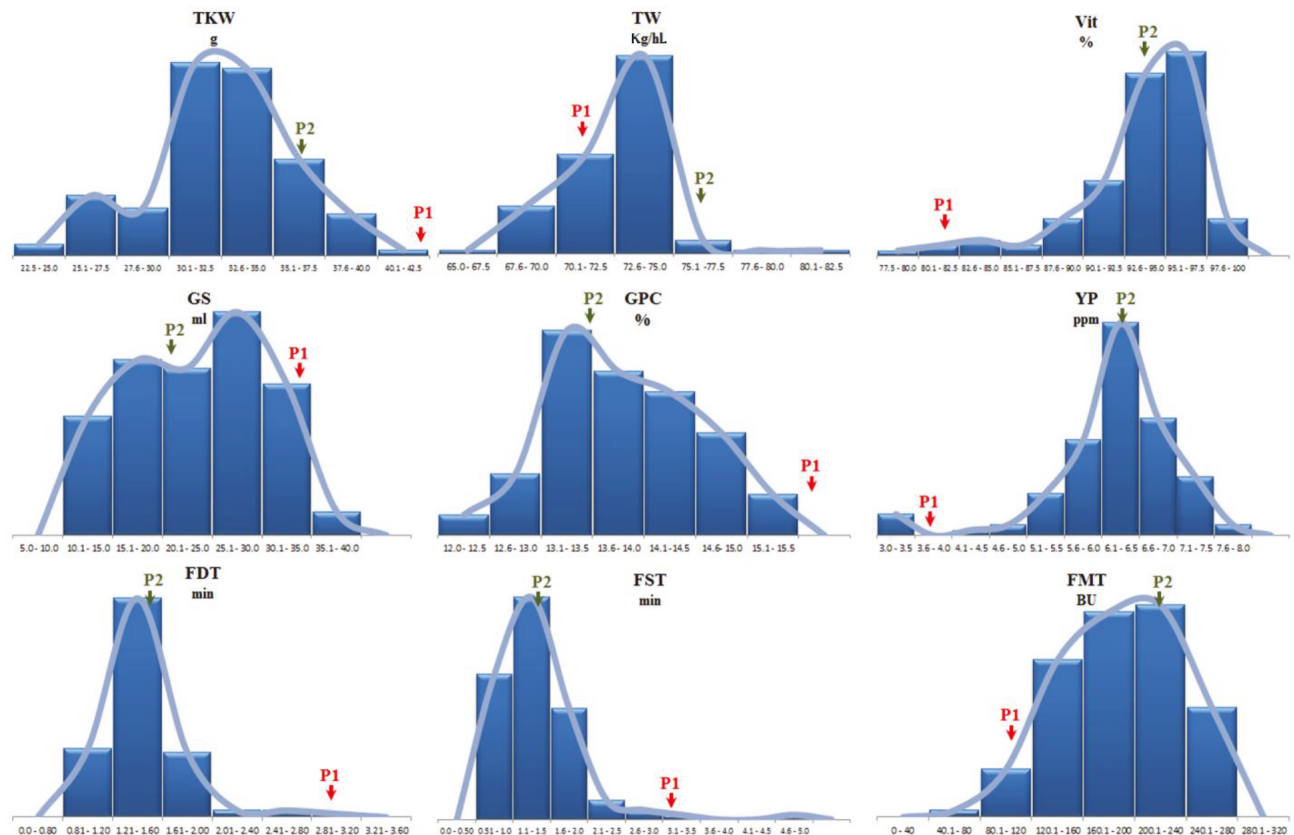 TKW
g
P2
P1
22.5 - 25.0 25.1 - 27.5 27.6 - 30.0 30.1 - 32.5 32.6 - 35.0 35.1 - 37.5 37.6 - 40.0 40.1 - 42.5
TW
Kg/hL
P1
P2
65.0 - 67.5 67.6 - 70.0 70.1 - 72.5 72.6 - 75.0 75.1 -77.5 77.6 - 80.0 80.1 - 82.5
Vit
%
P2
P1
77.5 - 80.0 80.1 - 82.5 82.6 - 85.0 85.1 - 87.5 87.6 - 90.0 90.1 - 92.5 92.6 - 95.0 95.1 - 97.5 97.6 - 100
GS
ml
P2
P1
5.0 - 10.0 10.1 - 15.0 15.1 - 20.0 20.1 - 25.0 25.1 - 30.0 30.1 - 35.0 35.1 - 40.0
GPC
%
P2
P1
12.0 - 12.5 12.6 - 13.0 13.1 - 13.5 13.6 - 14.0 14.1 - 14.5 14.6 - 15.0 15.1 - 15.5
YP
ppm
P2
P1
3.0 - 3.5 3.6 - 4.0 4.1 - 4.5 4.6 - 5.0 5.1 - 5.5 5.6 - 6.0 6.1 - 6.5 6.6 - 7.0 7.1 - 7.5 7.6 - 8.0
FDT
min
P2
P1
0.0 - 0.80 0.81 - 1.20 1.21 - 1.60 1.61 - 2.00 2.01 - 2.40 2.41 - 2.80 2.81 - 3.20 3.21 - 3.60
FST
min
P2
P1
0.0 - 0.50 0.51 - 1.0 1.1 - 1.5 1.6 - 2.0 2.1 - 2.5 2.6 - 3.0 3.1 - 3.5 3.6 - 4.0 4.1 - 4.5 4.6 - 5.0
FMT
BU
P2
P1
0 - 40 40.1 - 80 80.1 - 120 120.1 - 160 160.1 - 200 200.1 - 240 240.1 - 280 280.1 - 320